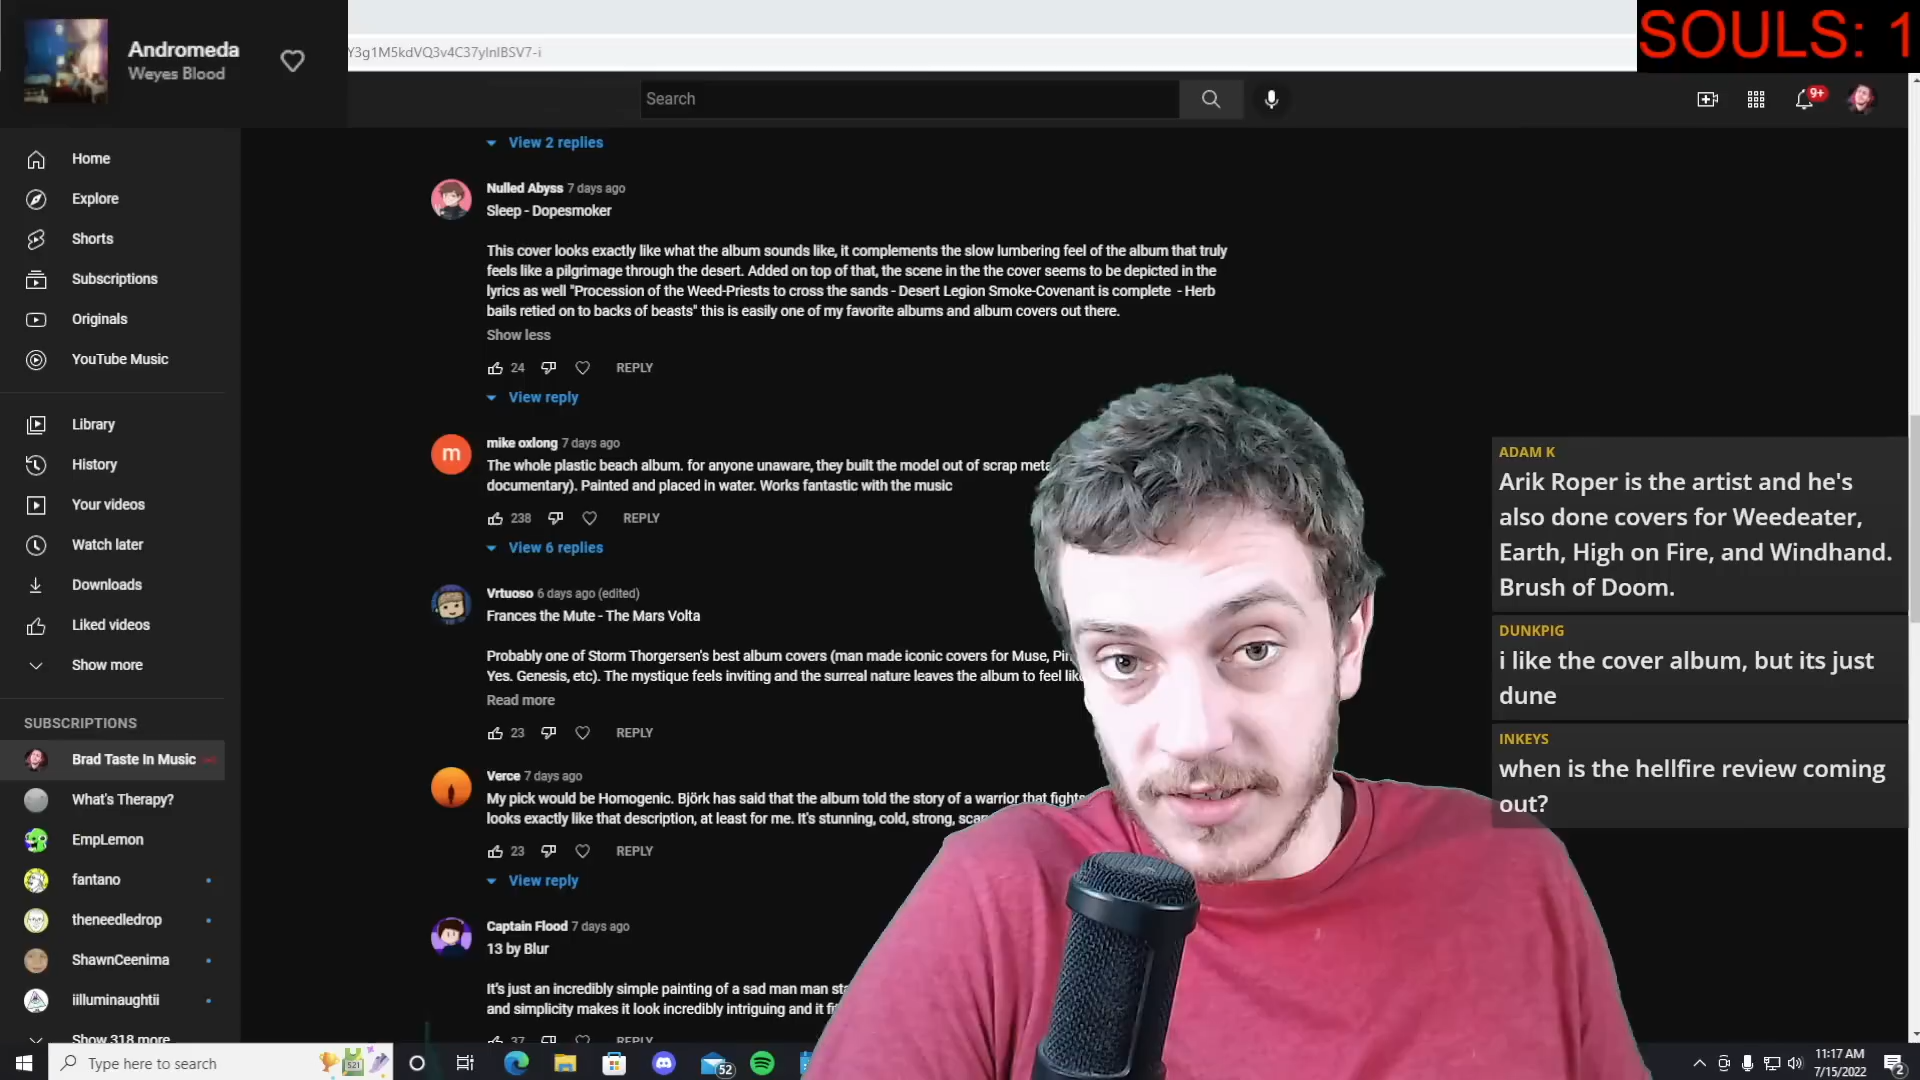 Andromeda
Weyes Blood
Y3g1M5kdVQ3v4C37ylnIBSV7-i
SOULS: 1
Search
9+
Home
Explore
Shorts
Subscriptions
Originals
YouTube Music
Library
History
Your videos
Watch later
Downloads
Liked videos
Show more
SUBSCRIPTIONS
Brad Taste In Music
What's Therapy?
EmpLemon
fantano
theneedledrop
ShawnCeenima
iilluminaughtii
Show 318 more
View 2 replies
Nulled Abyss 7 days ago
Sleep - Dopesmoker
This cover looks exactly like what the album sounds like, it complements the slow lumbering feel of the album that truly
feels like a pilgrimage through the desert. Added on top of that, the scene in the the cover seems to be depicted in the
lyrics as well "Procession of the Weed-Priests to cross the sands - Desert Legion Smoke-Covenant is complete - Herb
bails retied on to backs of beasts" this is easily one of my favorite albums and album covers out there.
Show less
24 REPLY
View reply
m
mike oxlong 7 days ago
The whole plastic beach album. for anyone unaware, they built the model out of scrap meta
documentary). Painted and placed in water. Works fantastic with the music
238 REPLY
View 6 replies
Vrtuoso 6 days ago (edited)
Frances the Mute - The Mars Volta
Probably one of Storm Thorgersen's best album covers (man made iconic covers for Muse, Pin
Yes. Genesis, etc). The mystique feels inviting and the surreal nature leaves the album to feel lik
Read more
23 REPLY
Verce 7 days ago
My pick would be Homogenic. Björk has said that the album told the story of a warrior that fights
looks exactly like that description, at least for me. It's stunning, cold, strong, scar
23 REPLY
View reply
Captain Flood 7 days ago
13 by Blur
It's just an incredibly simple painting of a sad man man sta
and simplicity makes it look incredibly intriguing and it fi
37 REPLY
ADAM K
Arik Roper is the artist and he's
also done covers for Weedeater,
Earth, High on Fire, and Windhand.
Brush of Doom.
DUNKPIG
i like the cover album, but its just
dune
INKEYS
when is the hellfire review coming
out?
Type here to search
521
52
11:17 AM
7/15/2022
2